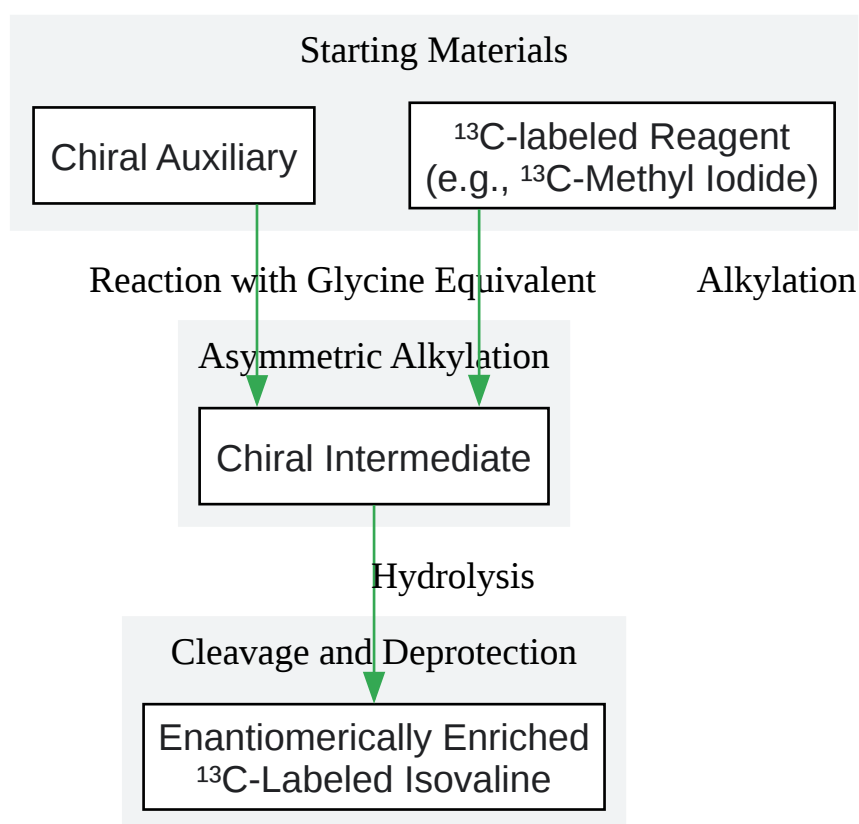 Starting Materials
Chiral Auxiliary
¹³C-labeled Reagent
(e.g., ¹³C-Methyl Iodide)
Reaction with Glycine Equivalent
Alkylation
Asymmetric Alkylation
Chiral Intermediate
Hydrolysis
Cleavage and Deprotection
Enantiomerically Enriched
¹³C-Labeled Isovaline